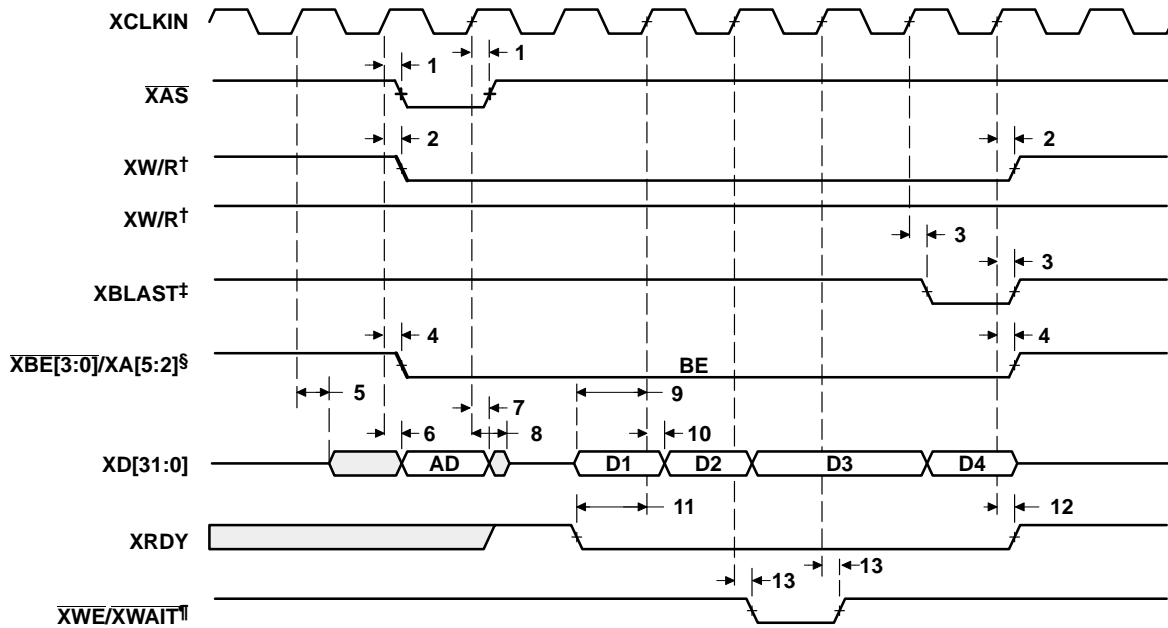 XCLKIN
1
1
XAS
2
2
XW/R†
XW/R†
3
3
XBLAST‡
4
4
XBE[3:0]/XA[5:2]§
BE
5
9
7
6
8
10
XD[31:0]
AD
D1
D2
D3
D4
11
12
XRDY
13
13
XWE/XWAIT¶